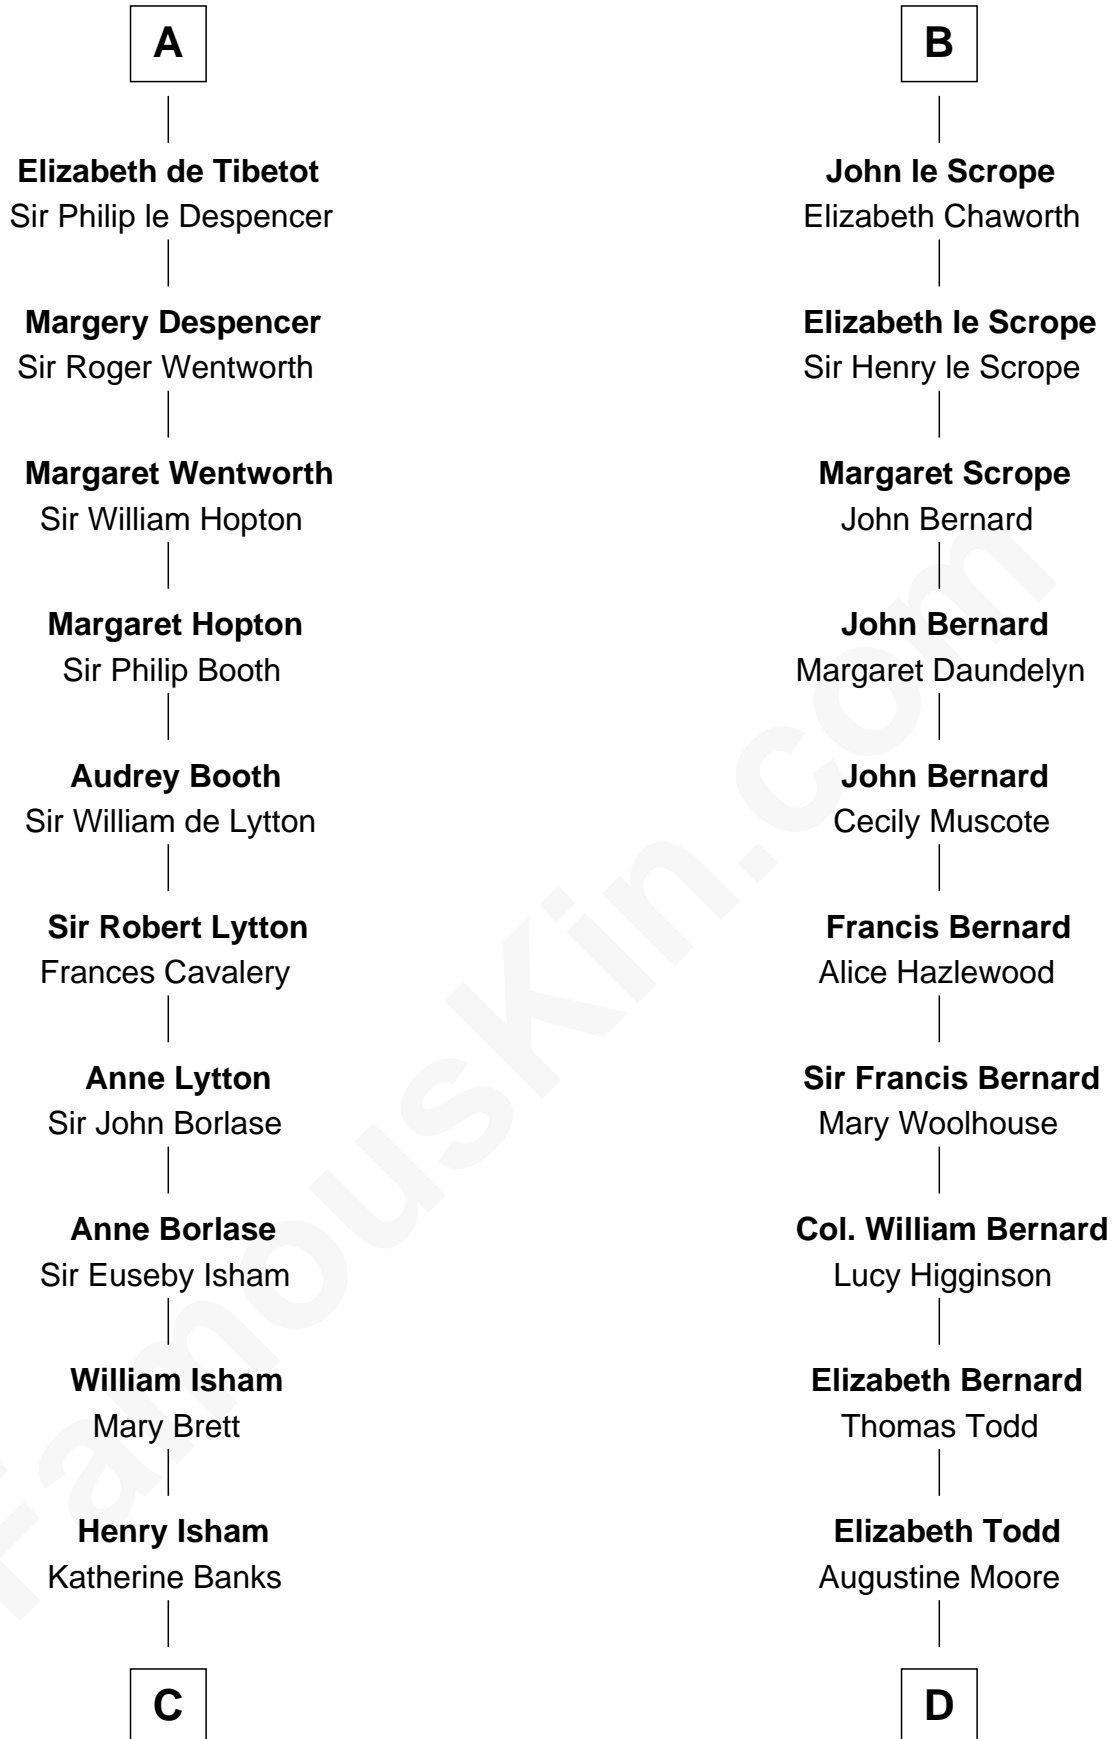 A
Elizabeth de Tibetot
Sir Philip le Despencer
Margery Despencer
Sir Roger Wentworth
Margaret Wentworth
Sir William Hopton
Margaret Hopton
Sir Philip Booth
Audrey Booth
Sir William de Lytton
Sir Robert Lytton
Frances Cavalery
Anne Lytton
Sir John Borlase
Anne Borlase
Sir Euseby Isham
William Isham
Mary Brett
Henry Isham
Katherine Banks
C
B
John le Scrope
Elizabeth Chaworth
Elizabeth le Scrope
Sir Henry le Scrope
Margaret Scrope
John Bernard
John Bernard
Margaret Daundelyn
John Bernard
Cecily Muscote
Francis Bernard
Alice Hazlewood
Sir Francis Bernard
Mary Woolhouse
Col. William Bernard
Lucy Higginson
Elizabeth Bernard
Thomas Todd
Elizabeth Todd
Augustine Moore
D
FamousKin.com